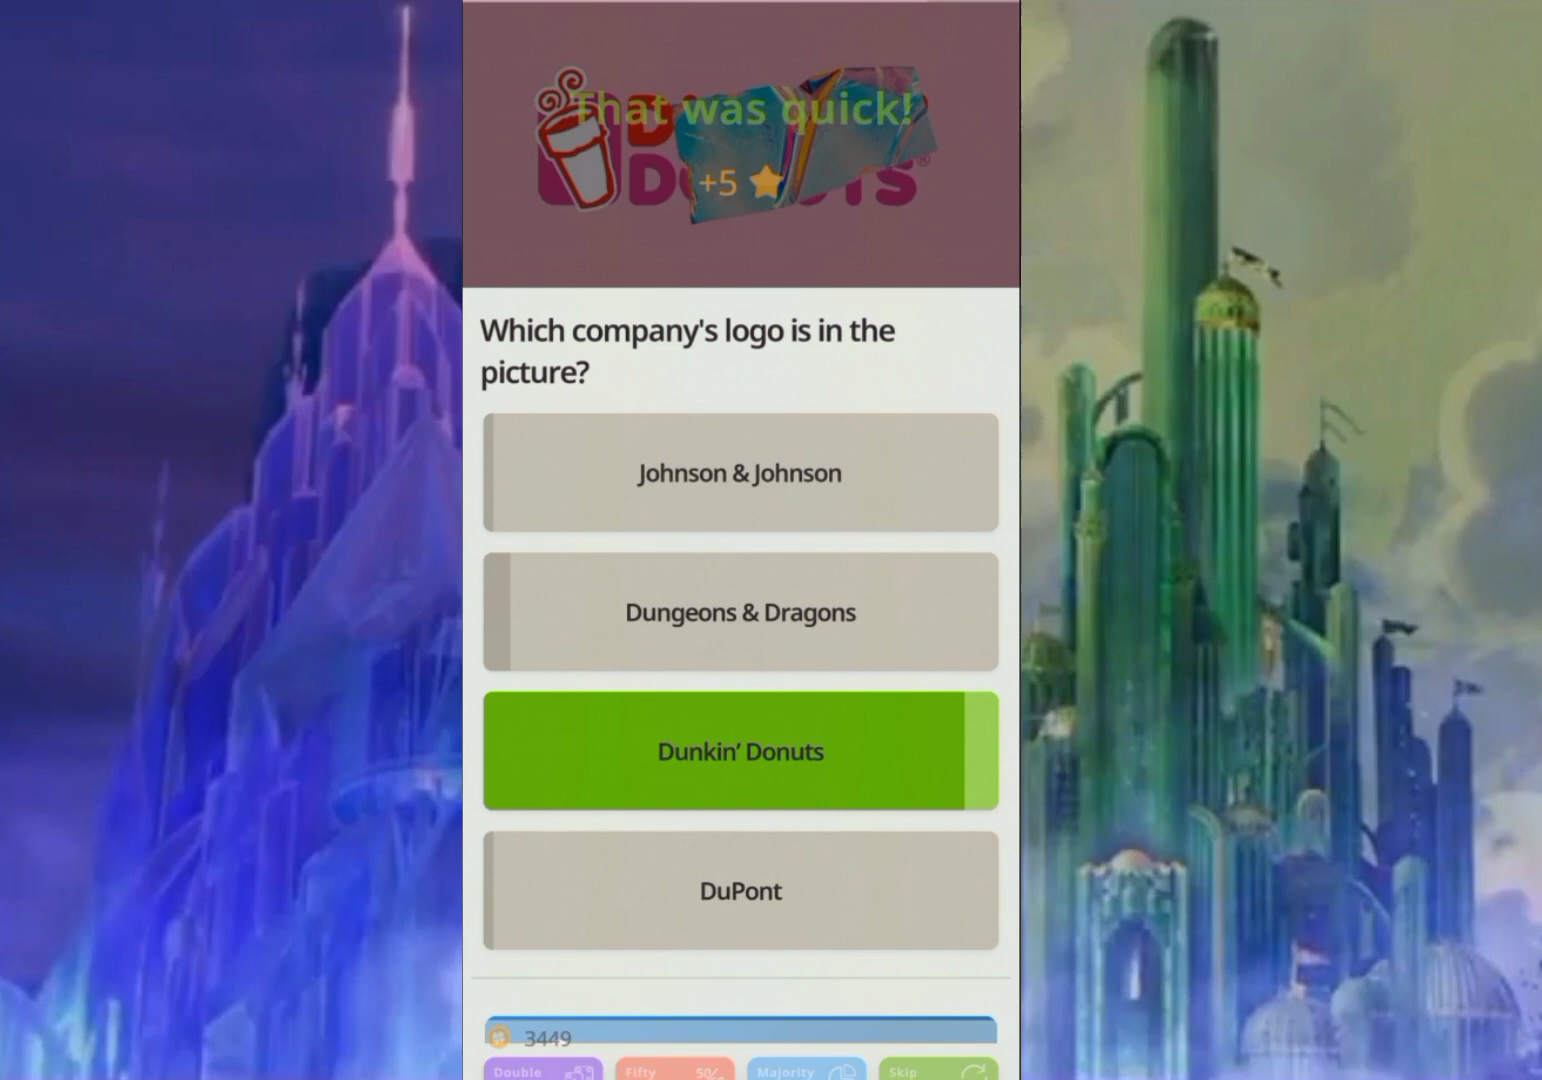 That was quick!
+5
Which company's logo is in the
picture?
Johnson & Johnson
Dungeons & Dragons
Dunkin’ Donuts
DuPont
3449
Double
Fifty
50%
Majority
Skip